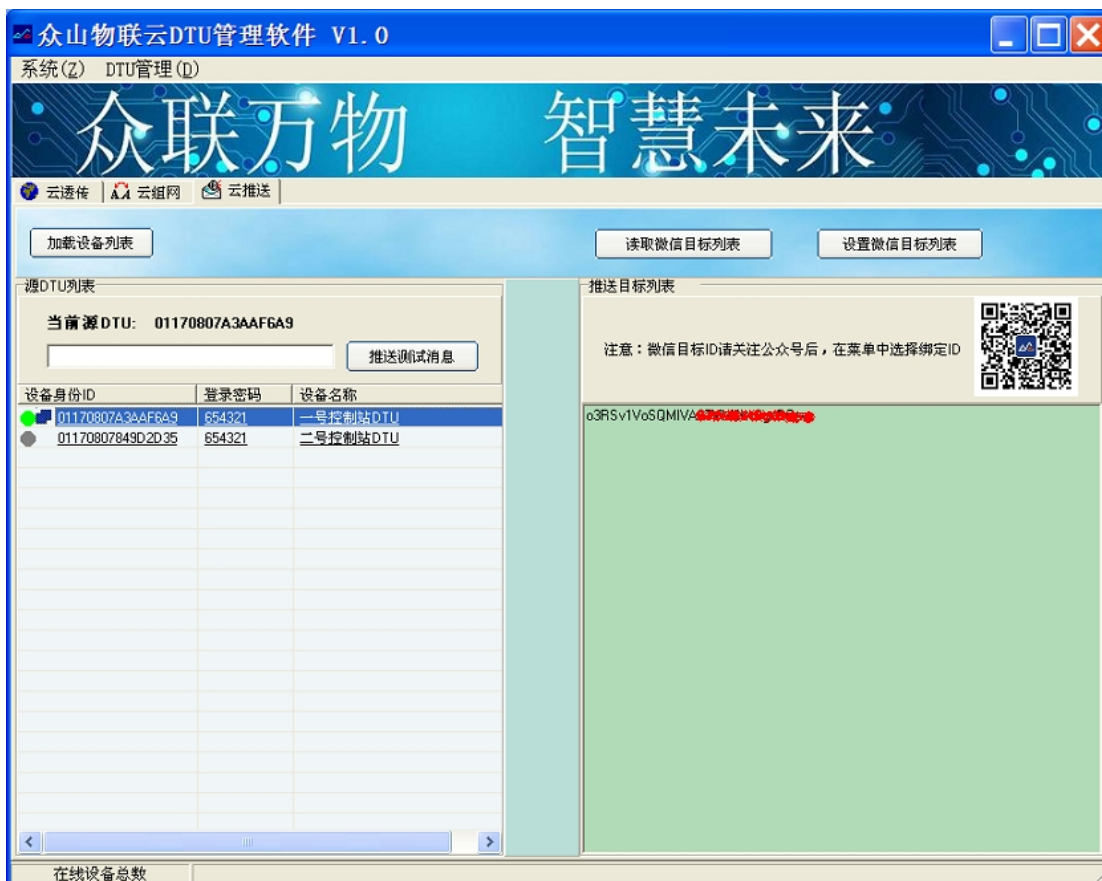 众山物联云DTU管理软件 V1.0
系统(Z) DTU管理(D)
众联万物 智慧未来
云透传 云组网 云推送
加载设备列表 读取微信目标列表 设置微信目标列表
源DTU列表
当前源DTU: 01170807A3AAF6A9
推送测试消息
设备身份ID 登录密码 设备名称
01170807A3AAF6A9 654321 一号控制站DTU
01170807849D2D35 654321 二号控制站DTU
推送目标列表
注意：微信目标ID请关注公众号后，在菜单中选择绑定ID
o3RSv1VoSQMIVA
在线设备总数